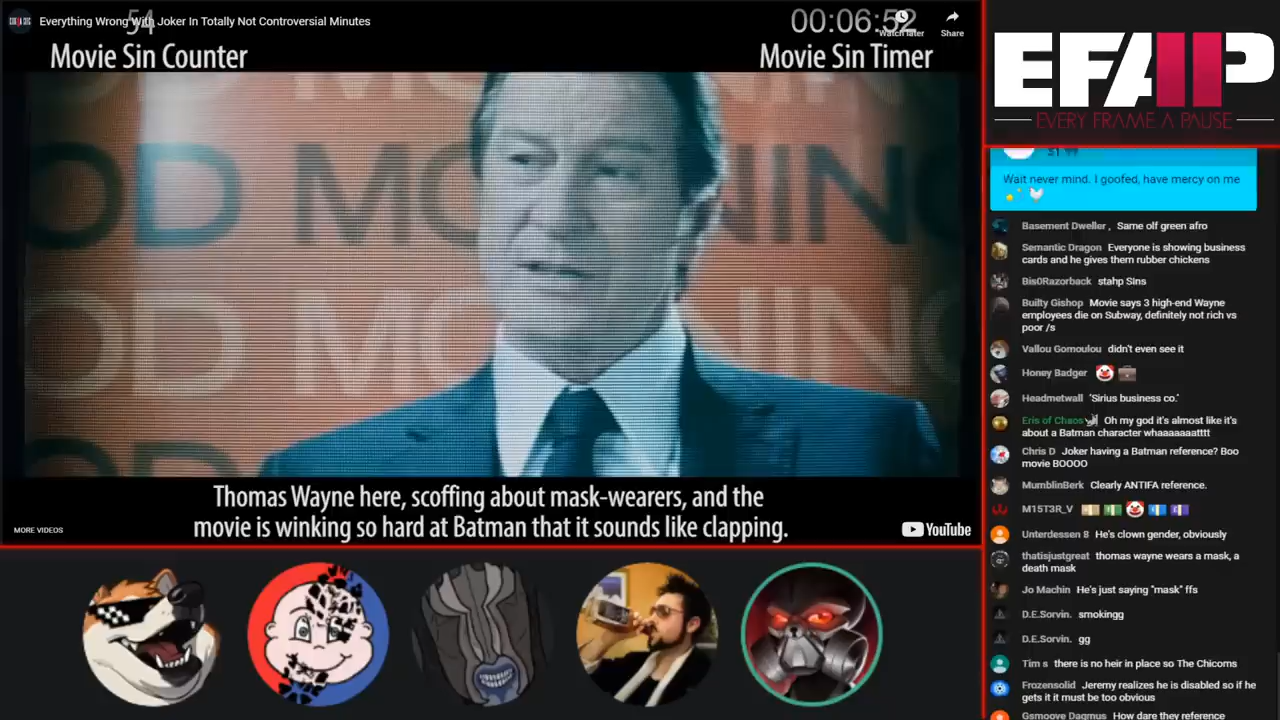 Everything Wrong With Joker In Totally Not Controversial Minutes
54
00:06:52
Watch later
Share
Movie Sin Counter
Movie Sin Timer
OD MORNIN
OD MO
OD
Thomas Wayne here, scoffing about mask-wearers, and the
movie is winking so hard at Batman that it sounds like clapping.
MORE VIDEOS
YouTube
EFAP
EVERY FRAME A PAUSE
$1.99
Wait never mind. I goofed, have mercy on me
Basement Dweller , Same olf green afro
Semantic Dragon Everyone is showing business
cards and he gives them rubber chickens
Bis0Razorback stahp Sins
Builty Gishop Movie says 3 high-end Wayne
employees die on Subway, definitely not rich vs
poor /s
Vallou Gomoulou didn't even see it
Honey Badger
Headmetwall 'Sirius business co.'
Eris of Chaos Oh my god it's almost like it's
about a Batman character whaaaaaaatttt
Chris D Joker having a Batman reference? Boo
movie BOOOO
MumblinBerk Clearly ANTIFA reference.
M15T3R_V
Unterdessen 8 He's clown gender, obviously
thatisjustgreat thomas wayne wears a mask, a
death mask
Jo Machin He's just saying "mask" ffs
D.E.Sorvin. smokingg
D.E.Sorvin. gg
Tim s there is no heir in place so The Chicoms
Frozensolid Jeremy realizes he is disabled so if he
gets it it must be too obvious
Gsmoove Dagmus How dare they reference